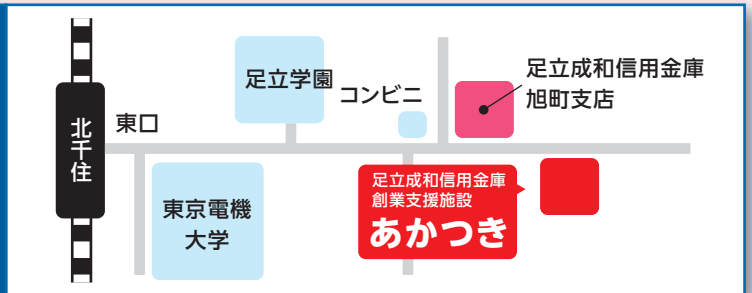 北千住
東口
足立学園
コンビニ
足立成和信用金庫
旭町支店
東京電機
大学
足立成和信用金庫
創業支援施設
あかつき